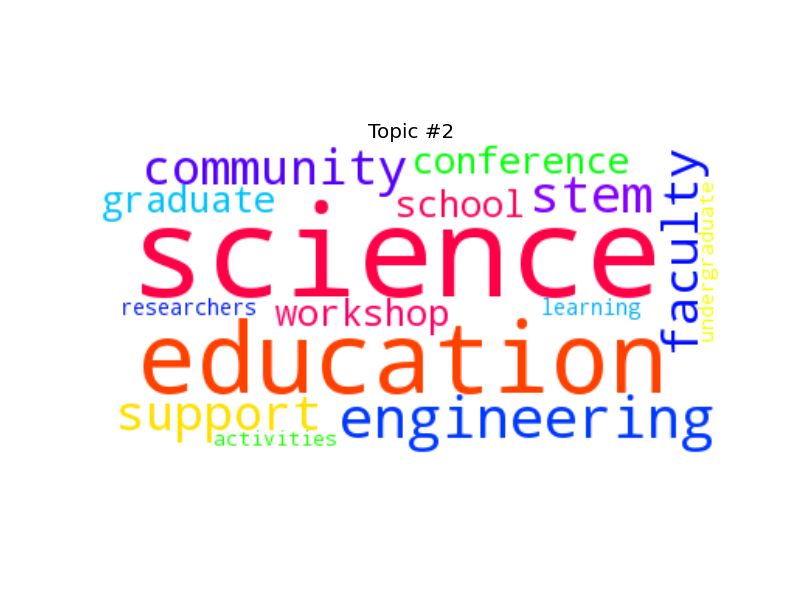 Topic #2
community conference
graduate school stem
science
faculty
undergraduate
researchers workshop learning
education
support engineering
activities